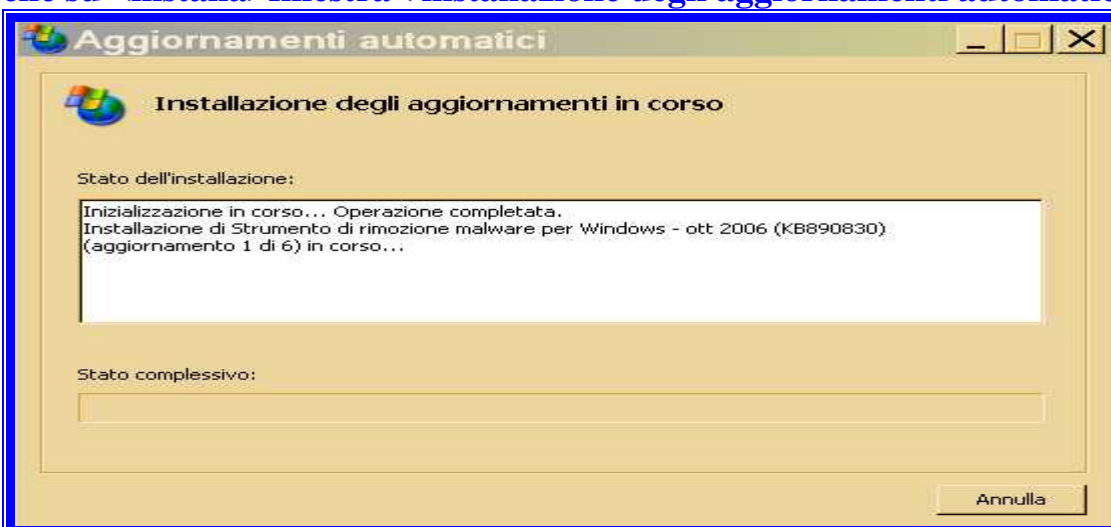 Aggiornamenti automatici
Installazione degli aggiornamenti in corso
Stato dell'installazione:
Inizializzazione in corso... Operazione completata.
Installazione di Strumento di rimozione malware per Windows - ott 2006 (KB890830)
(aggiornamento 1 di 6) in corso...
Stato complessivo:
Annulla